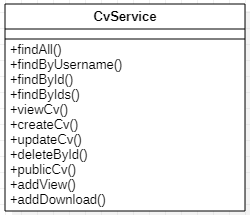 CvService
+findAll()
+findByUsername()
+findById()
+findByIds()
+viewCv()
+createCv()
+updateCv()
+deleteById()
+publicCv()
+addView()
+addDownload()